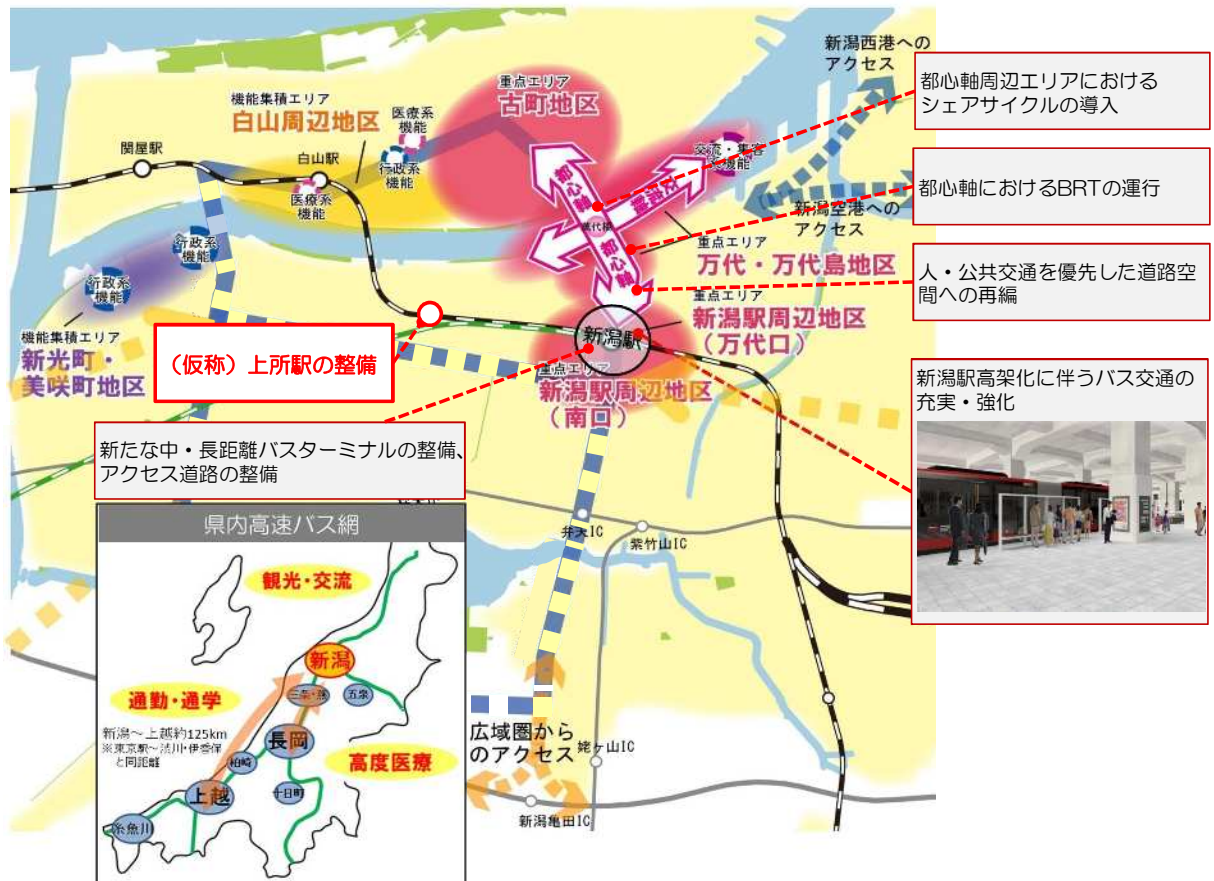 新潟西港への
アクセス
都心軸周辺エリアにおける
シェアサイクルの導入
重点エリア
古町地区
機能集積エリア
白山周辺地区
医療系
機能
関屋駅
白山駅
行政系
機能
医療系
機能
交流・集客
系機能
都心軸
都心軸
萬代橋
都心軸におけるBRTの運行
新潟空港への
アクセス
行政系
機能
行政系
機能
重点エリア
万代・万代島地区
人・公共交通を優先した道路空
間への再編
機能集積エリア
新光町・
美咲町地区
（仮称）上所駅の整備
重点エリア
新潟駅周辺地区
（万代口）
新潟駅
重点エリア
新潟駅周辺地区
（南口）
新潟駅高架化に伴うバス交通の
充実・強化
新たな中・長距離バスターミナルの整備、
アクセス道路の整備
弁天IC
紫竹山IC
県内高速バス網
観光・交流
新潟
三条・燕
五泉
通勤・通学
新潟～上越約125km
※東京駅～渋川・伊香保
と同距離
長岡
柏崎
高度医療
上越
十日町
糸魚川
広域圏から
のアクセス
姥ヶ山IC
新潟亀田IC